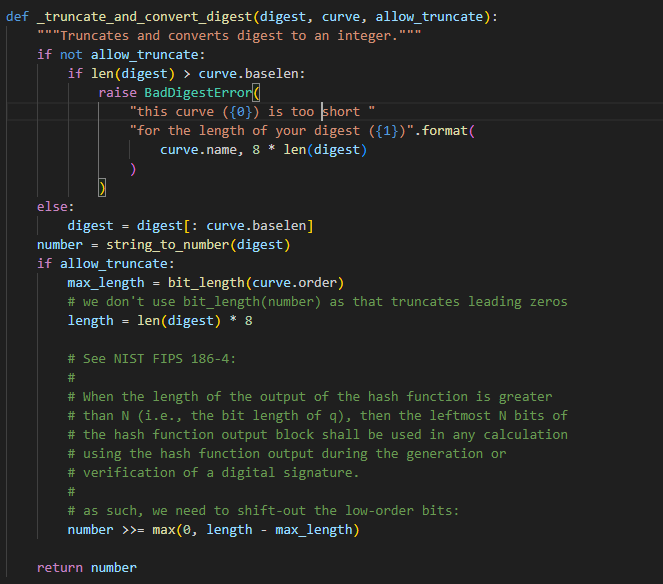 def _truncate_and_convert_digest(digest, curve, allow_truncate):
    """Truncates and converts digest to an integer."""
    if not allow_truncate:
        if len(digest) > curve.baselen:
            raise BadDigestError(
                "this curve ({0}) is too short "
                "for the length of your digest ({1})".format(
                    curve.name, 8 * len(digest)
                )
            )
    else:
        digest = digest[: curve.baselen]
    number = string_to_number(digest)
    if allow_truncate:
        max_length = bit_length(curve.order)
        # we don't use bit_length(number) as that truncates leading zeros
        length = len(digest) * 8

        # See NIST FIPS 186-4:
        #
        # When the length of the output of the hash function is greater
        # than N (i.e., the bit length of q), then the leftmost N bits of
        # the hash function output block shall be used in any calculation
        # using the hash function output during the generation or
        # verification of a digital signature.
        #
        # as such, we need to shift-out the low-order bits:
        number >>= max(0, length - max_length)

    return number